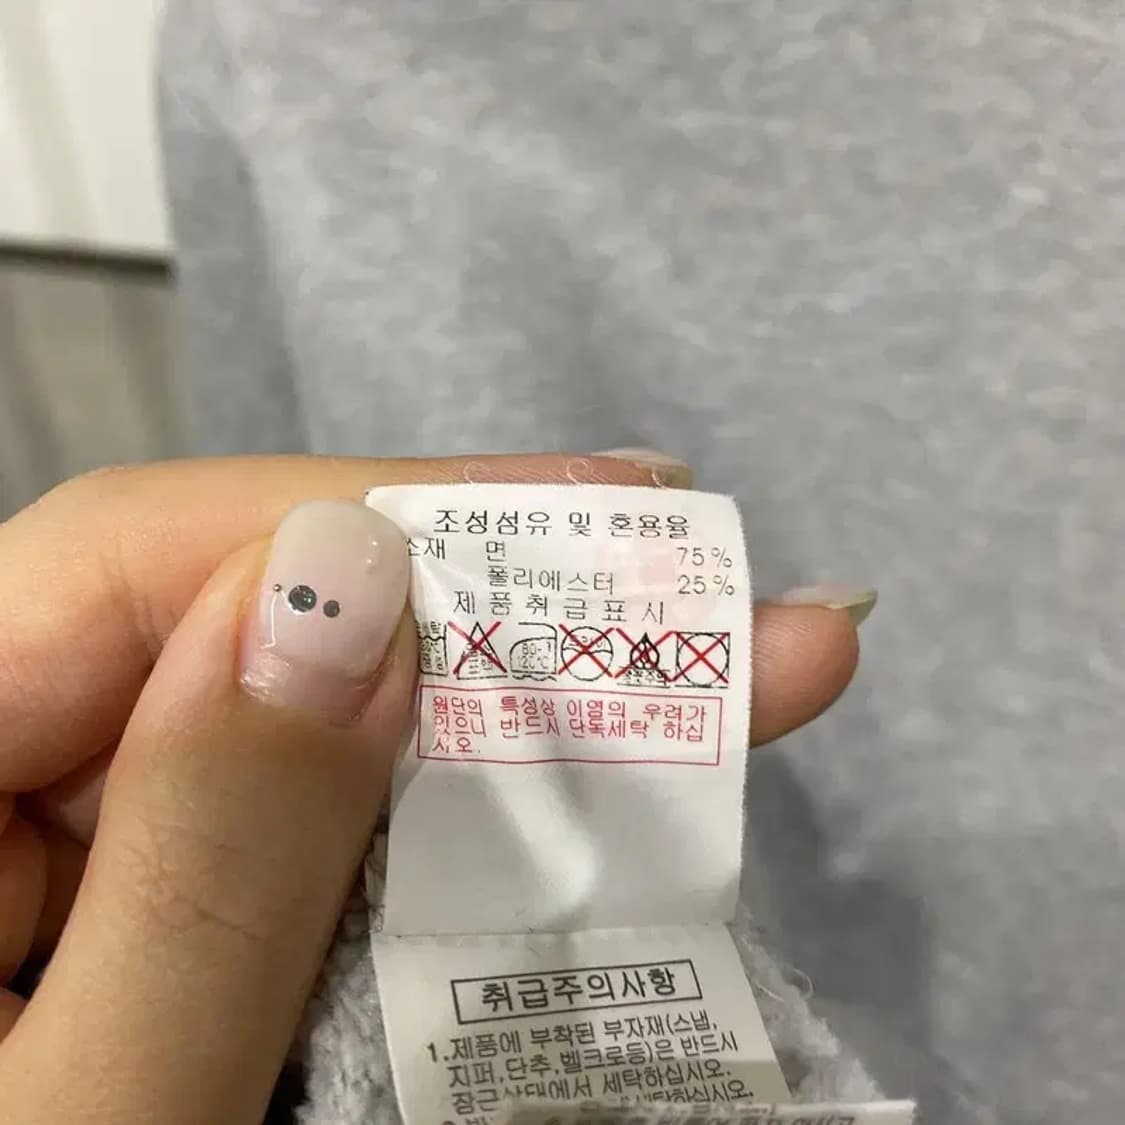 조성섬유 및 혼용율
소재 면 75%
폴리에스터 25%
제품취급표시
80-120℃
원단의 특성상 이염의 우려가
있으니 반드시 단독세탁 하십
시오.
취급주의사항
1.제품에 부착된 부자재(스냅,
지퍼,단추,벨크로등)은 반드시
잠근상태에서 세탁하십시오.